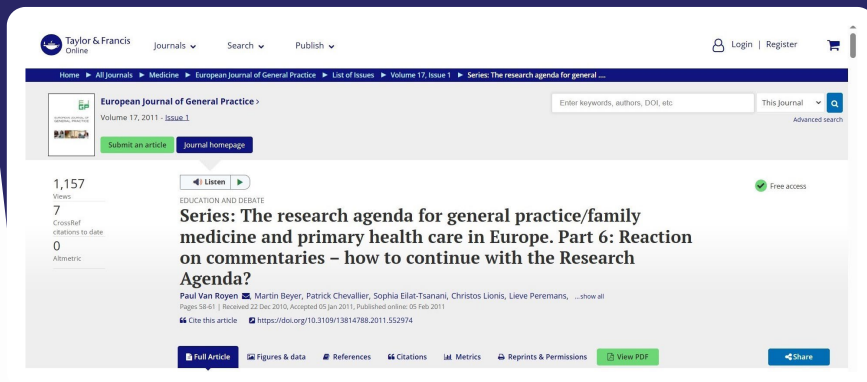 Taylor & Francis
Online
Journals
Search
Publish
Login | Register
Home ▶ All Journals ▶ Medicine ▶ European Journal of General Practice ▶ List of Issues ▶ Volume 17, Issue 1 ▶ Series: The research agenda for general ....
European Journal of General Practice >
Volume 17, 2011 - Issue 1
Enter keywords, authors, DOI, etc
This Journal
Advanced search
Submit an article
Journal homepage
1,157
Views
7
CrossRef
citations to date
0
Altmetric
Listen
Free access
EDUCATION AND DEBATE
Series: The research agenda for general practice/family
medicine and primary health care in Europe. Part 6: Reaction
on commentaries – how to continue with the Research
Agenda?
Paul Van Royen, Martin Beyer, Patrick Chevallier, Sophia Eilat-Tsanani, Christos Lionis, Lieve Peremans, ...show all
Pages 58-61 | Received 22 Dec 2010, Accepted 05 Jan 2011, Published online: 05 Feb 2011
Cite this article https://doi.org/10.3109/13814788.2011.552974
Full Article
Figures & data
References
Citations
Metrics
Reprints & Permissions
View PDF
Share